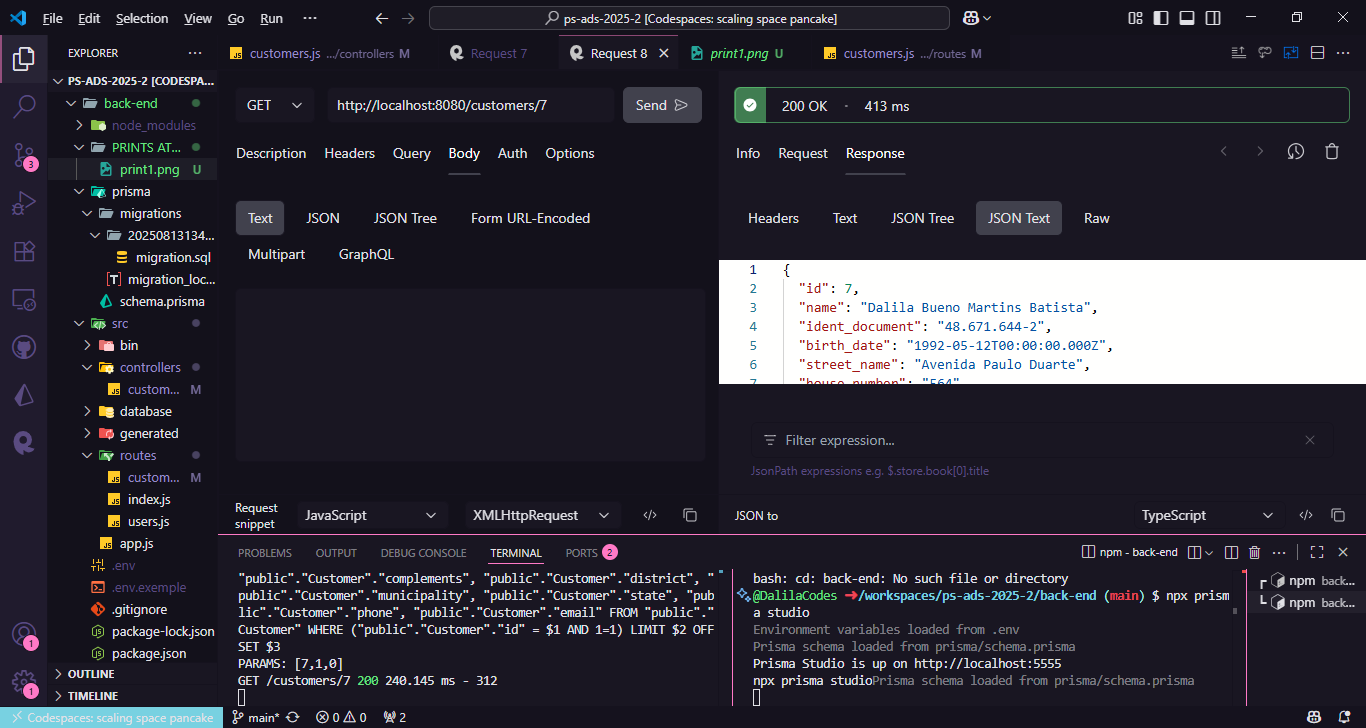 File Edit Selection View Go Run ··· ps-ads-2025-2 [Codespaces: scaling space pancake]
EXPLORER ···
PS-ADS-2025-2 [CODESPA...
back-end
node_modules
PRINTS AT...
print1.png U
prisma
migrations
20250813134...
migration.sql
migration_loc...
schema.prisma
src
bin
controllers
custom... M
database
generated
routes
custom... M
index.js
users.js
app.js
.env
.env.exemple
.gitignore
package-lock.json
package.json
OUTLINE
TIMELINE
3
1
1
customers.js .../controllers M
Request 7
Request 8
print1.png U
customers.js .../routes M
GET http://localhost:8080/customers/7 Send
Description Headers Query Body Auth Options
Text JSON JSON Tree Form URL-Encoded
Multipart GraphQL
Request snippet JavaScript XMLHttpRequest
200 OK · 413 ms
Info Request Response
Headers Text JSON Tree JSON Text Raw
1 {
2 "id": 7,
3 "name": "Dalila Bueno Martins Batista",
4 "ident_document": "48.671.644-2",
5 "birth_date": "1992-05-12T00:00:00.000Z",
6 "street_name": "Avenida Paulo Duarte",
7 "house_number": "564"
Filter expression...
JsonPath expressions e.g. $.store.book[0].title
JSON to TypeScript
PROBLEMS OUTPUT DEBUG CONSOLE TERMINAL PORTS 2
npm - back-end
"public"."Customer"."complements", "public"."Customer"."district", "
public"."Customer"."municipality", "public"."Customer"."state", "pub
lic"."Customer"."phone", "public"."Customer"."email" FROM "public"."
Customer" WHERE ("public"."Customer"."id" = $1 AND 1=1) LIMIT $2 OFF
SET $3
PARAMS: [7,1,0]
GET /customers/7 200 240.145 ms - 312
bash: cd: back-end: No such file or directory
@DalilaCodes ➜/workspaces/ps-ads-2025-2/back-end (main) $ npx prism
a studio
Environment variables loaded from .env
Prisma schema loaded from prisma/schema.prisma
Prisma Studio is up on http://localhost:5555
npx prisma studioPrisma schema loaded from prisma/schema.prisma
npm back...
npm back...
Codespaces: scaling space pancake main* 0 0 2